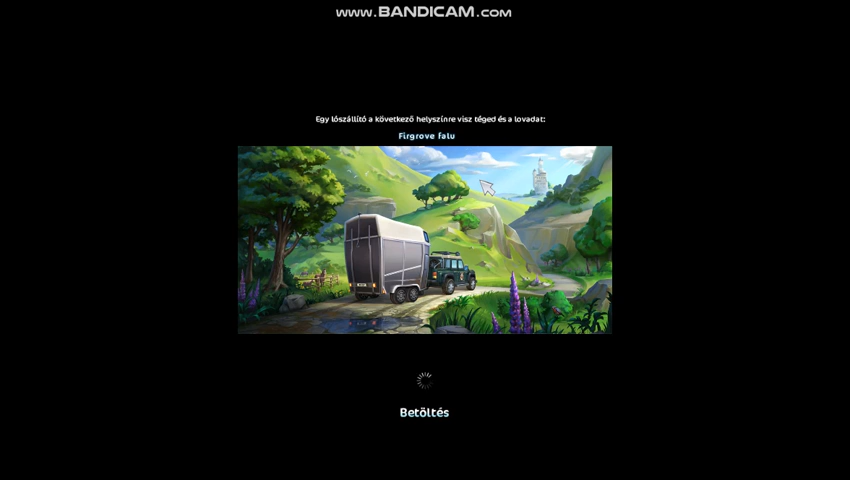 www.BANDICAM.com
Egy lószállító a következő helyszínre visz téged és a lovadat:
Firgrove falu
Betöltés